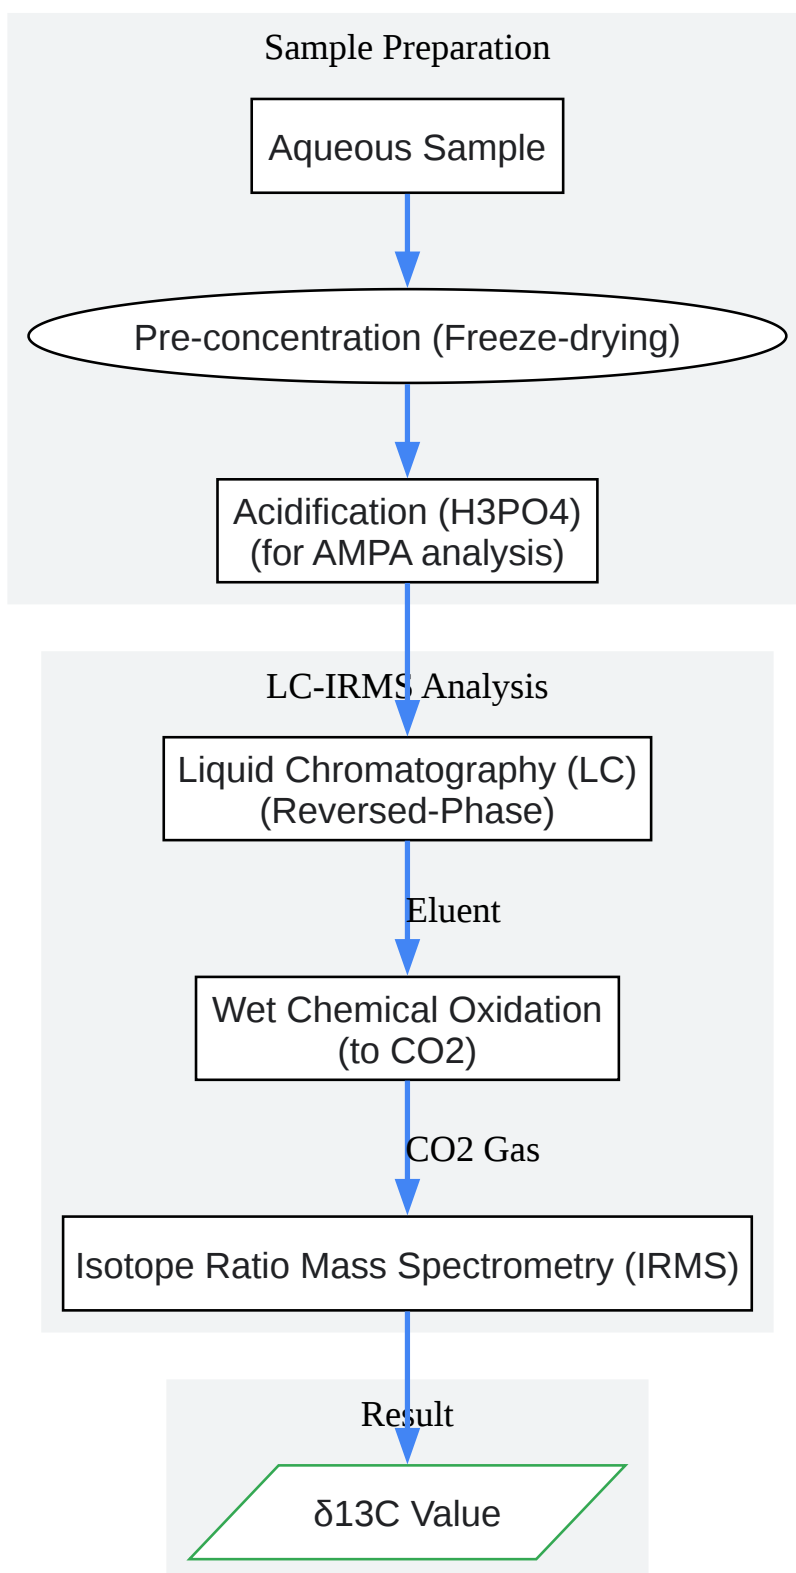 Sample Preparation
Aqueous Sample
Pre-concentration (Freeze-drying)
Acidification (H3PO4)
(for AMPA analysis)
LC-IRMS Analysis
Liquid Chromatography (LC)
(Reversed-Phase)
Eluent
Wet Chemical Oxidation
(to CO2)
CO2 Gas
Isotope Ratio Mass Spectrometry (IRMS)
Result
δ13C Value